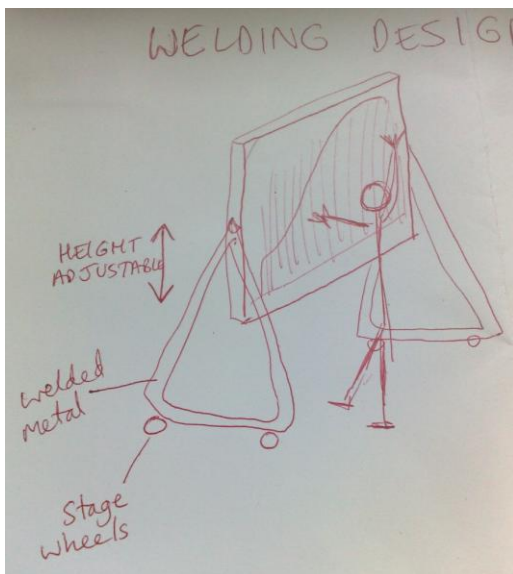 WELDING DESIG
HEIGHT
ADJUSTABLE
welded
metal
Stage
wheels